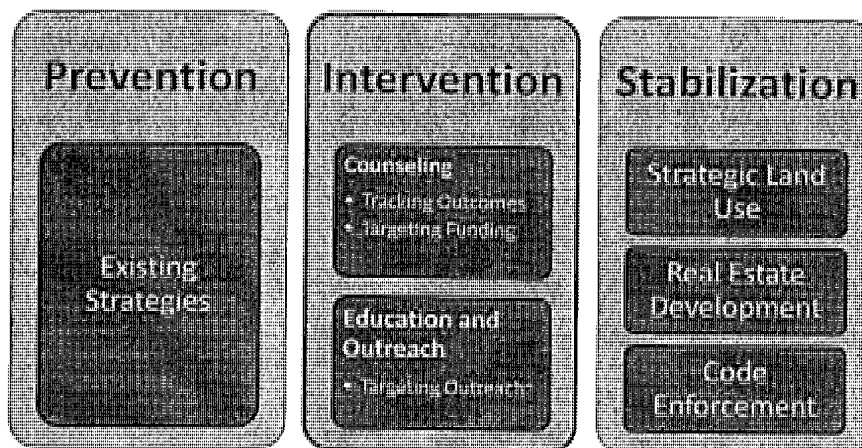 Prevention
Existing
Strategies
Intervention
Counseling
• Tracking Outcomes
• Targeting Funding
Education and
Outreach
• Targeting Outreach
Stabilization
Strategic Land
Use
Real Estate
Development
Code
Enforcement